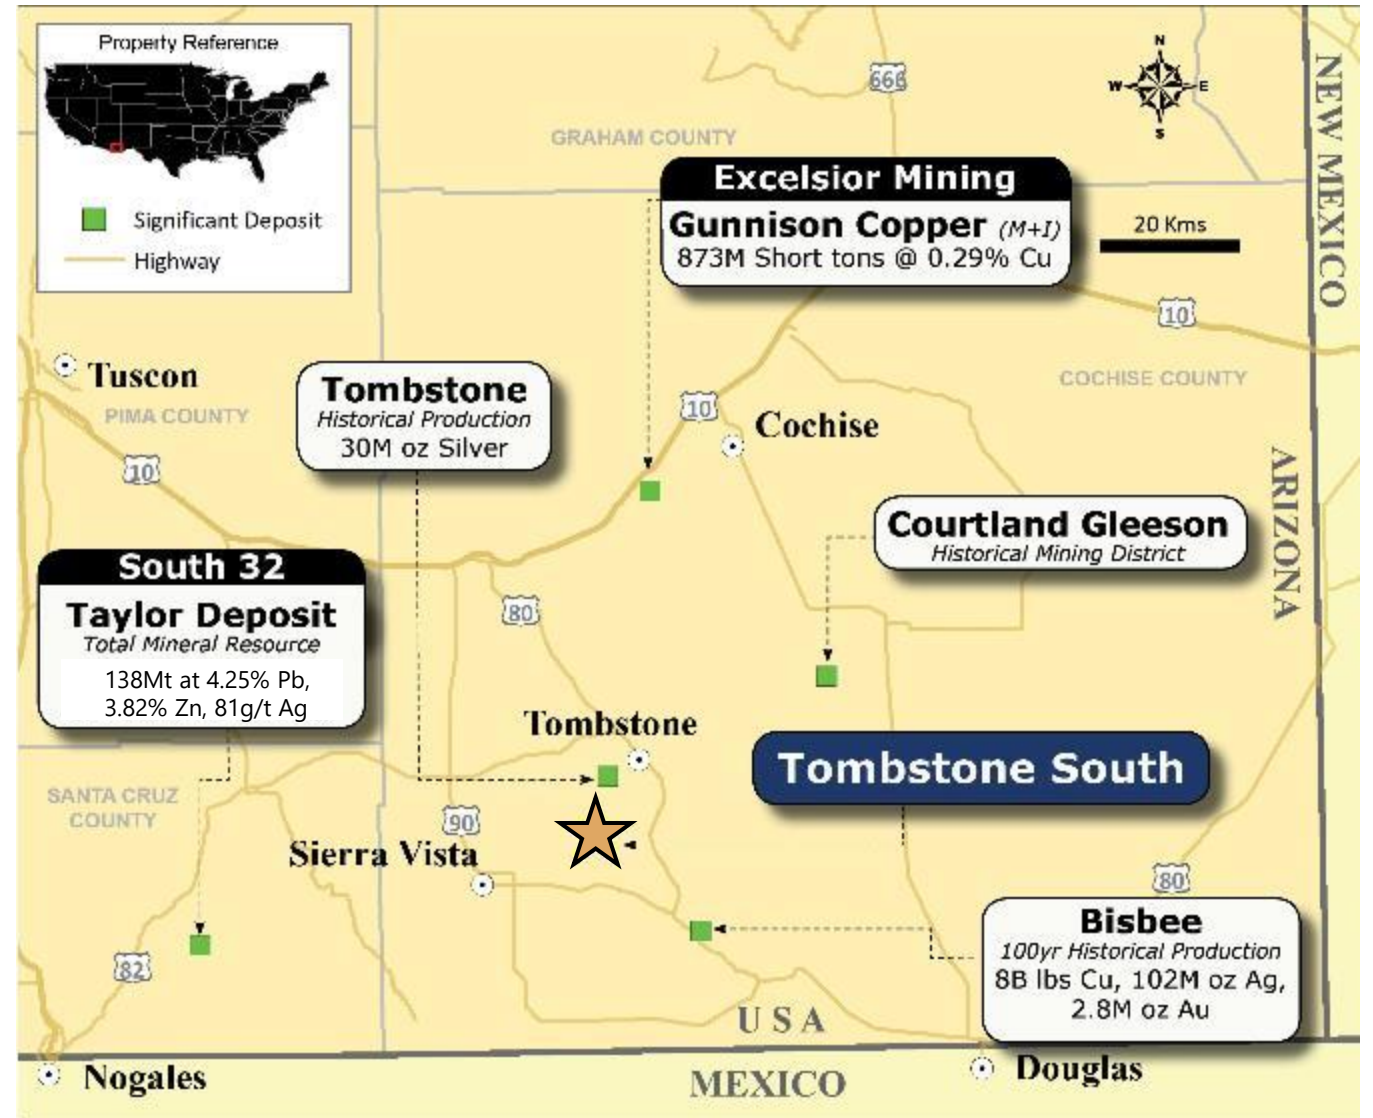 Property Reference
Significant Deposit
Highway
N
W
E
S
666
GRAHAM COUNTY
NEW MEXICO
Excelsior Mining
Gunnison Copper (M+I)
873M Short tons @ 0.29% Cu
20 Kms
10
Tuscon
PIMA COUNTY
10
Tombstone
Historical Production
30M oz Silver
10
Cochise
COCHISE COUNTY
ARIZONA
Courtland Gleeson
Historical Mining District
South 32
Taylor Deposit
Total Mineral Resource
138Mt at 4.25% Pb,
3.82% Zn, 81g/t Ag
80
Tombstone
Tombstone South
SANTA CRUZ
COUNTY
90
Sierra Vista
80
82
Bisbee
100yr Historical Production
8B lbs Cu, 102M oz Ag,
2.8M oz Au
USA
Nogales
MEXICO
Douglas